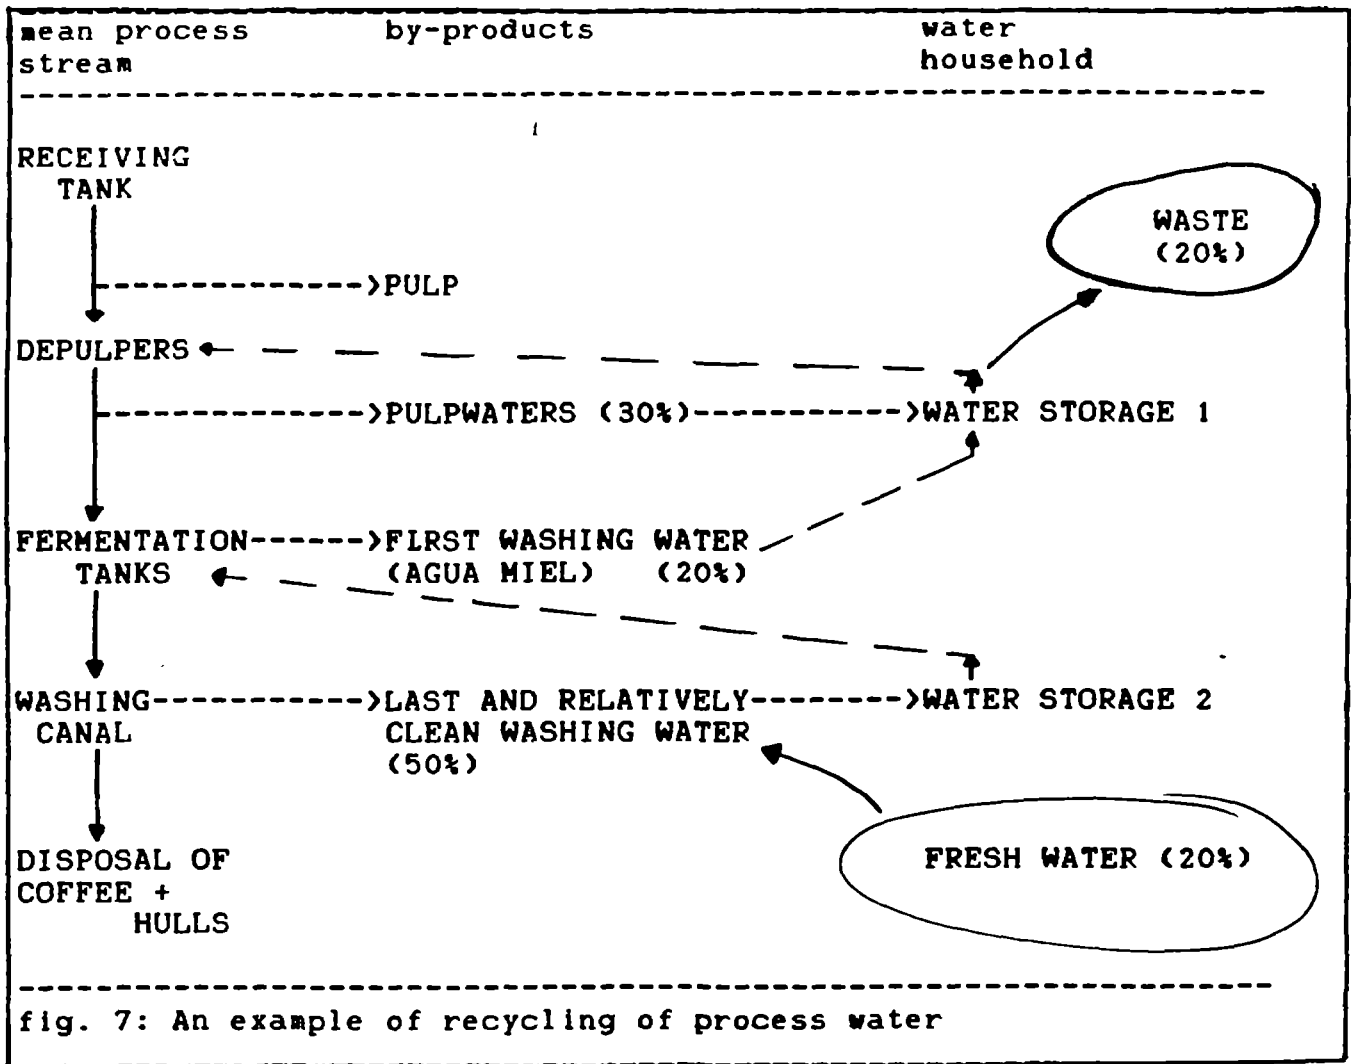 mean process by-products water
stream household
RECEIVING
TANK
WASTE
(20%)
PULP
DEPULPERS
PULPWATERS (30%) WATER STORAGE 1
FERMENTATION FIRST WASHING WATER
TANKS (AGUA MIEL) (20%)
WASHING LAST AND RELATIVELY WATER STORAGE 2
CANAL CLEAN WASHING WATER
(50%)
DISPOSAL OF FRESH WATER (20%)
COFFEE +
HULLS
fig. 7: An example of recycling of process water